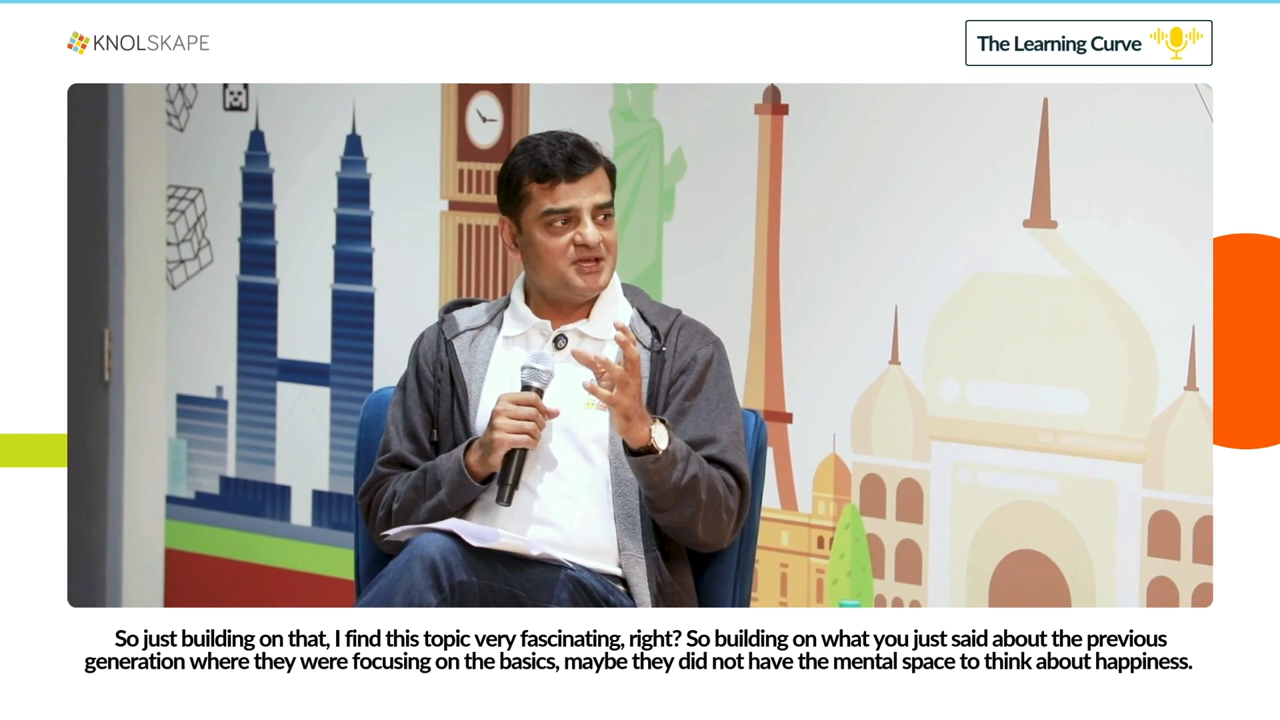 KNOLSKAPE
The Learning Curve
So just building on that, I find this topic very fascinating, right? So building on what you just said about the previous
generation where they were focusing on the basics, maybe they did not have the mental space to think about happiness.